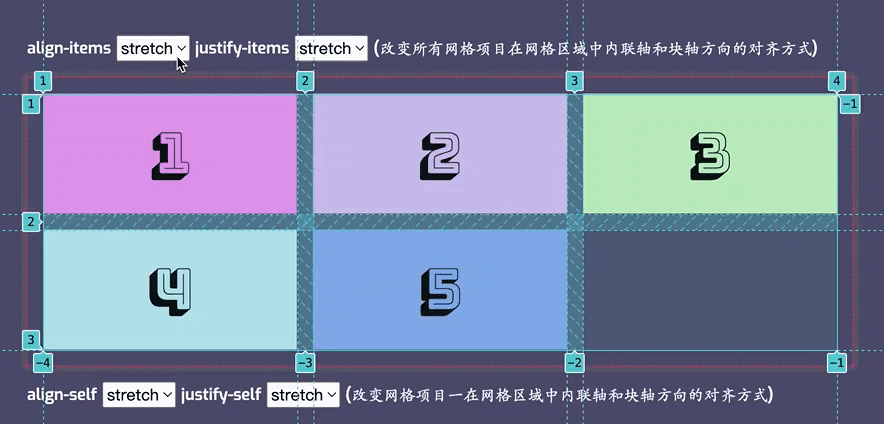 align-items stretch justify-items stretch (改变所有网格项目在网格区域中内联轴和块轴方向的对齐方式)
1 2 3 4
1 -1
1 2 3
2
4 5
3
-4 -3 -2 -1
align-self stretch justify-self stretch (改变网格项目一在网格区域中内联轴和块轴方向的对齐方式)